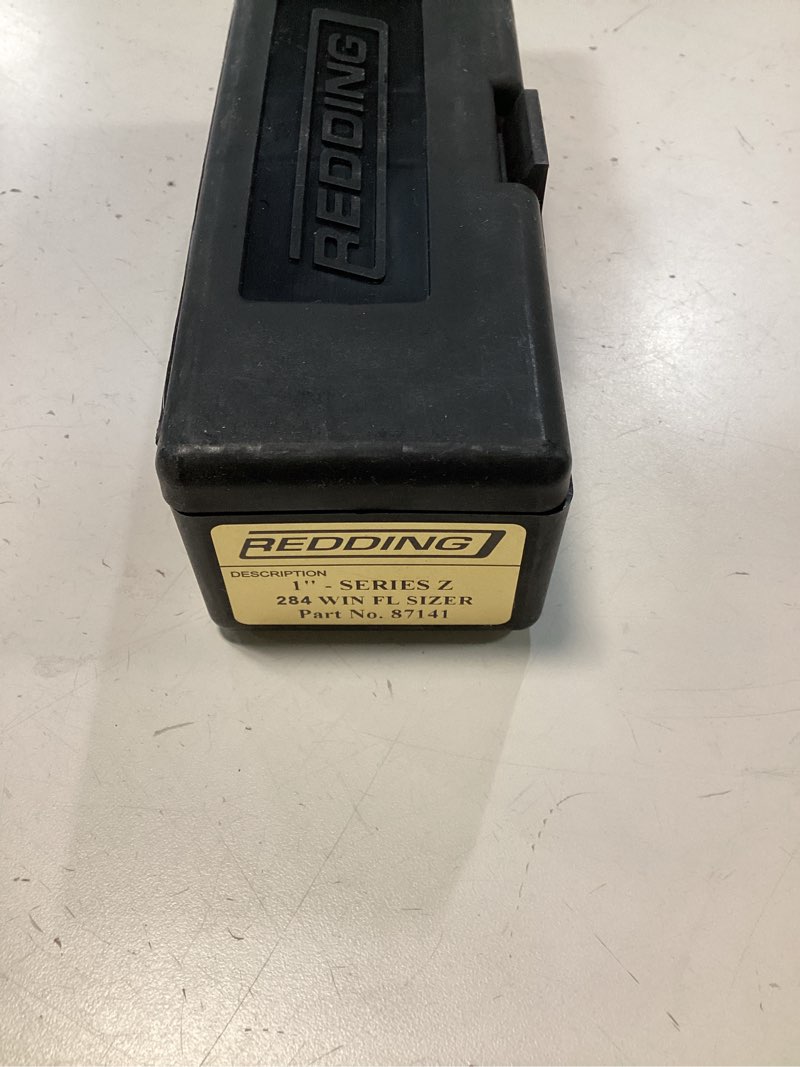 REDDING
REDDING
DESCRIPTION
1" - SERIES Z
284 WIN FL SIZER
Part No. 87141